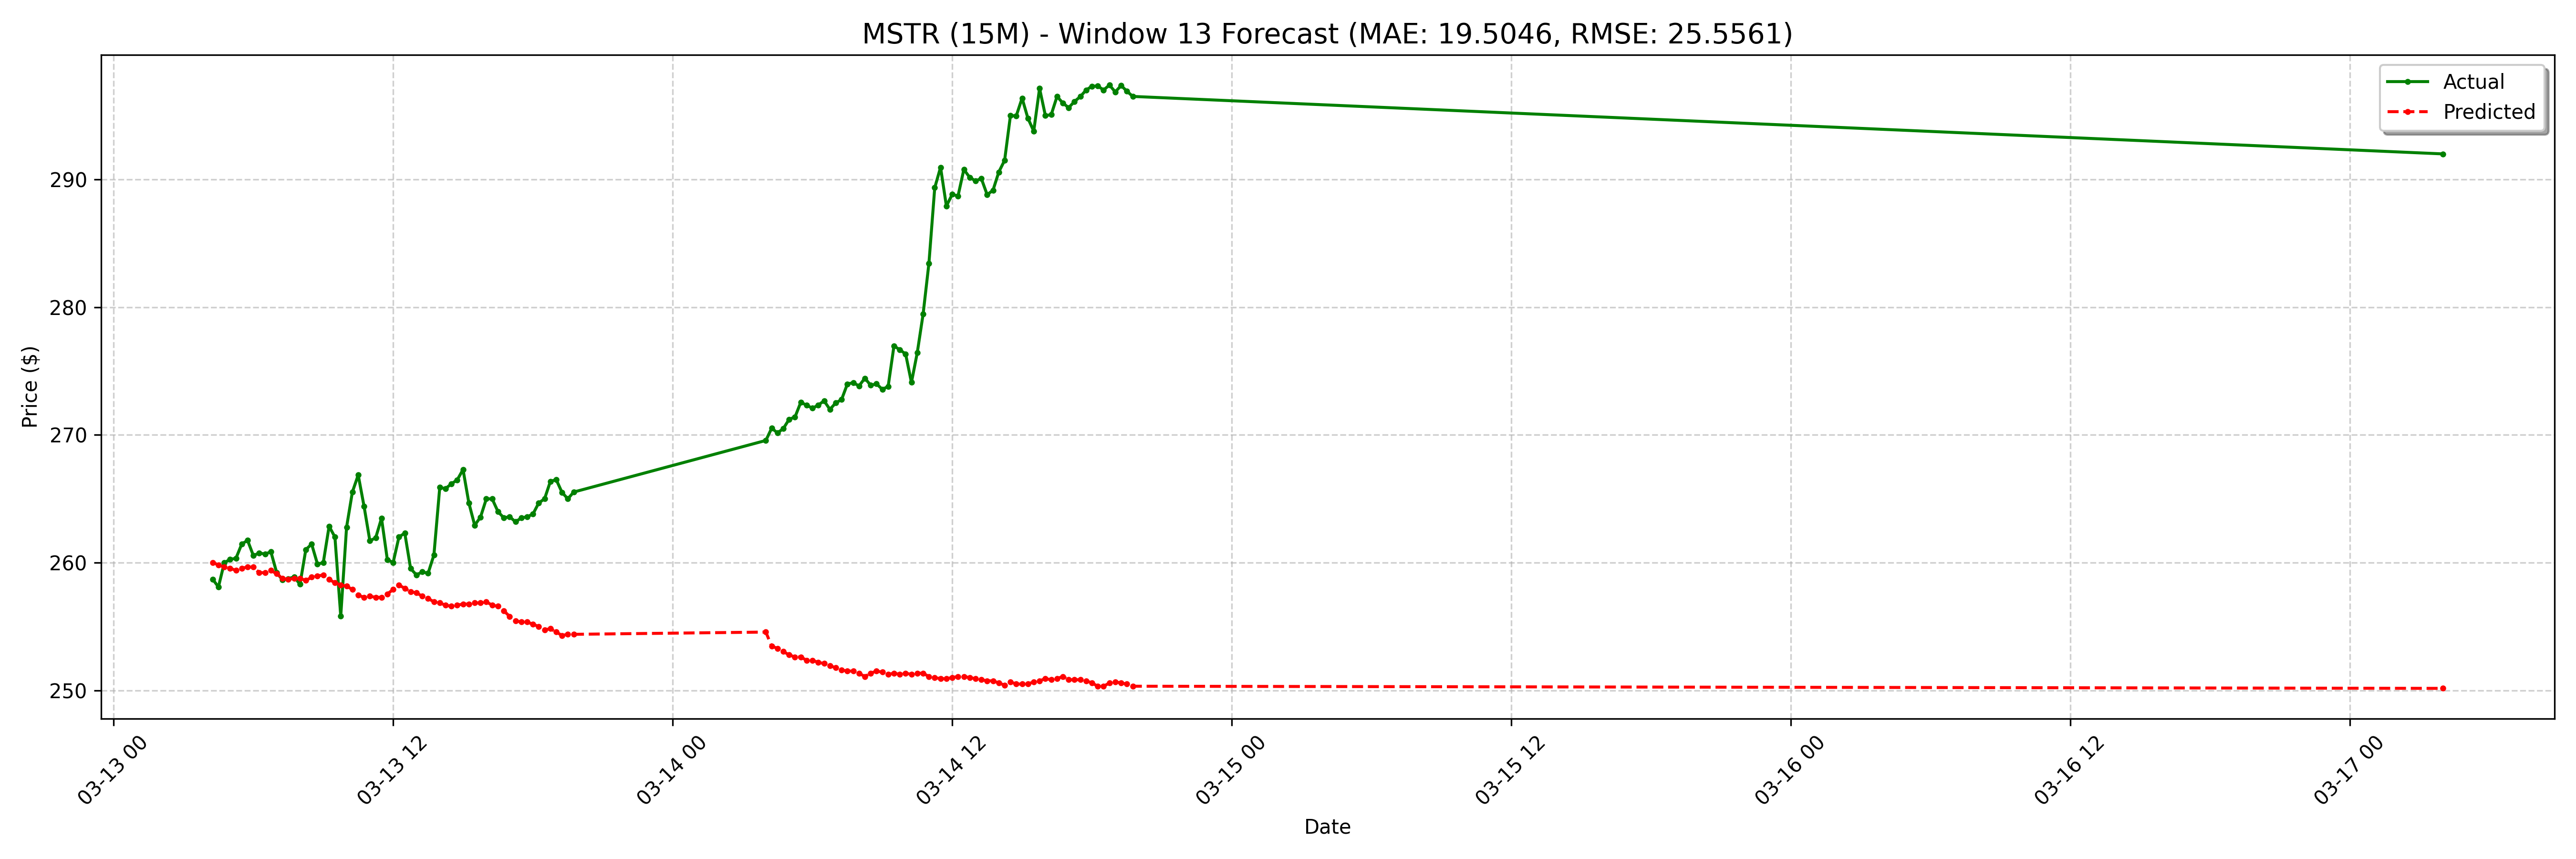 MSTR (15M) - Window 13 Forecast (MAE: 19.5046, RMSE: 25.5561)
Actual
Predicted
Price ($)
290
280
270
260
250
03-13 00
03-13 12
03-14 00
03-14 12
03-15 00
03-15 12
03-16 00
03-16 12
03-17 00
Date